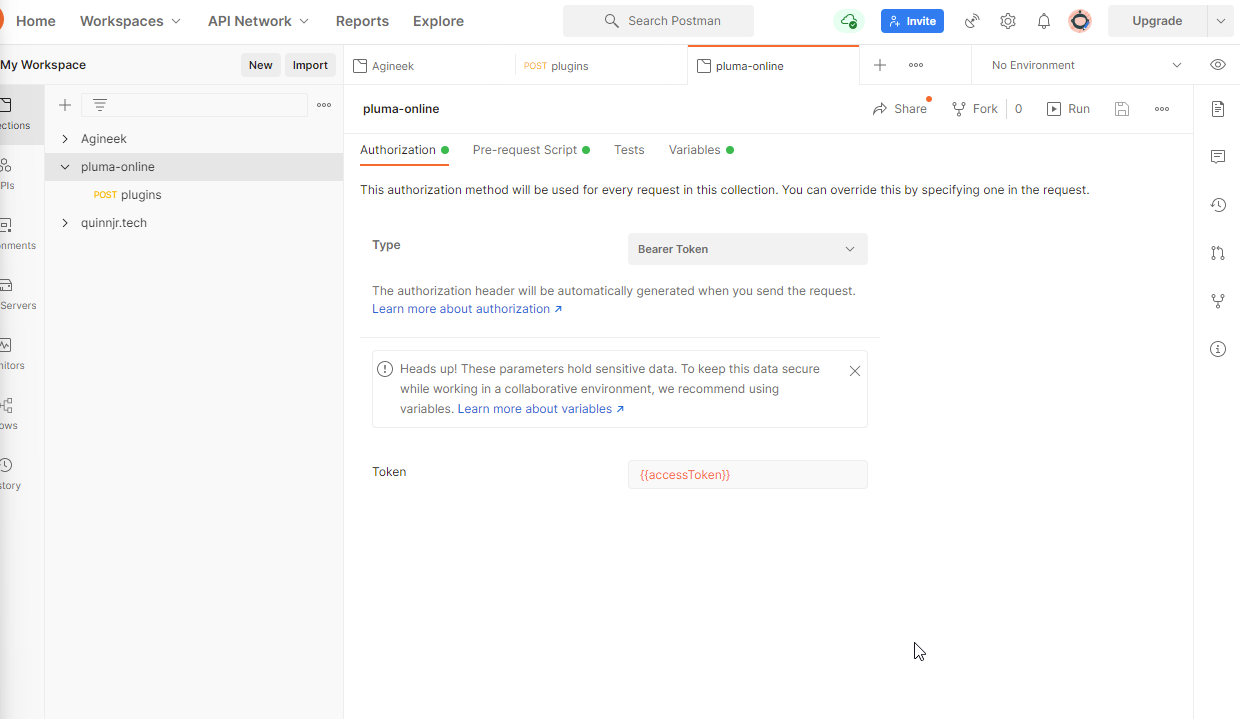 Home Workspaces API Network Reports Explore Search Postman Invite Upgrade
My Workspace New Import Agineek POST plugins pluma-online No Environment
ections
PIs
onments
Servers
nitors
ows
story
Agineek
pluma-online
POST plugins
quinnjr.tech
pluma-online Share Fork 0 Run
Authorization Pre-request Script Tests Variables
This authorization method will be used for every request in this collection. You can override this by specifying one in the request.
Type Bearer Token
The authorization header will be automatically generated when you send the request.
Learn more about authorization ↗
Heads up! These parameters hold sensitive data. To keep this data secure
while working in a collaborative environment, we recommend using
variables. Learn more about variables ↗
Token {{accessToken}}